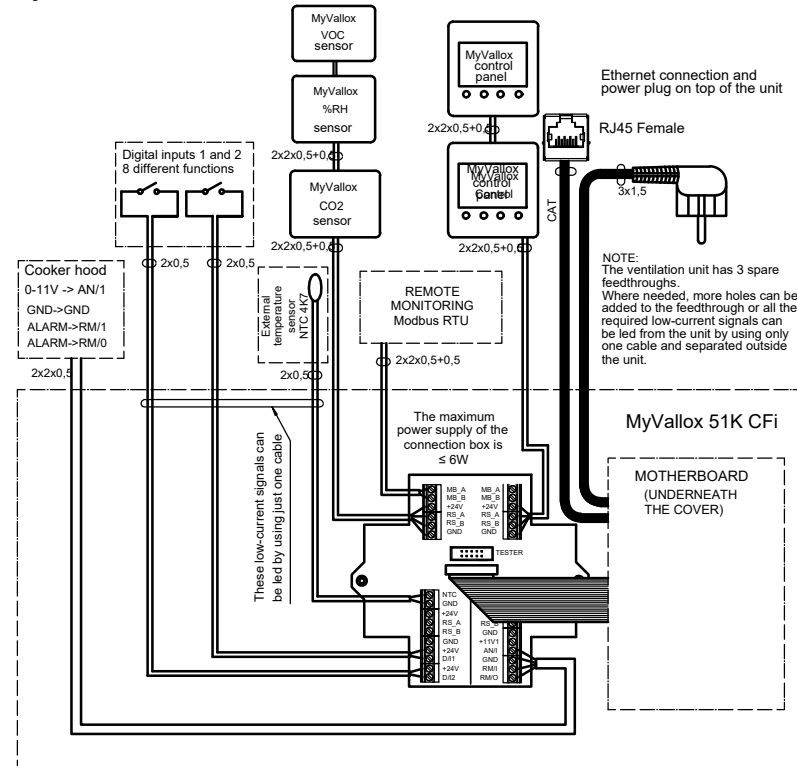 MyVallox
VOC
sensor
MyVallox
%RH
sensor
2x2x0,5+0,5
MyVallox
CO2
sensor
2x2x0,5+0,5
MyVallox
control
panel
2x2x0,5+0,5
MyVallox
control
panel
MyVallox
Control
2x2x0,5+0,5
Ethernet connection and
power plug on top of the unit
RJ45 Female
CAT
3x1,5
NOTE:
The ventilation unit has 3 spare
feedthroughs.
Where needed, more holes can be
added to the feedthrough or all the
required low-current signals can
be led from the unit by using only
one cable and separated outside
the unit.
Digital inputs 1 and 2
8 different functions
2x0,5
2x0,5
Cooker hood
0-11V -> AN/1
GND->GND
ALARM->RM/1
ALARM->RM/0
2x2x0,5
External
temperature
sensor
NTC 4K7
2x0,5
REMOTE
MONITORING
Modbus RTU
2x2x0,5+0,5
These low-current signals can
be led by using just one cable
The maximum
power supply of the
connection box is
≤ 6W
MyVallox 51K CFi
MOTHERBOARD
(UNDERNEATH
THE COVER)
MB_A
MB_B
+24V
RS_A
RS_B
GND
MB_A
MB_B
+24V
RS_A
RS_B
GND
TESTER
NTC
GND
+24V
RS_A
RS_B
GND
+24V
D/I1
+24V
D/I2
RS_B
GND
+11V1
AN/I
GND
RM/I
RM/O